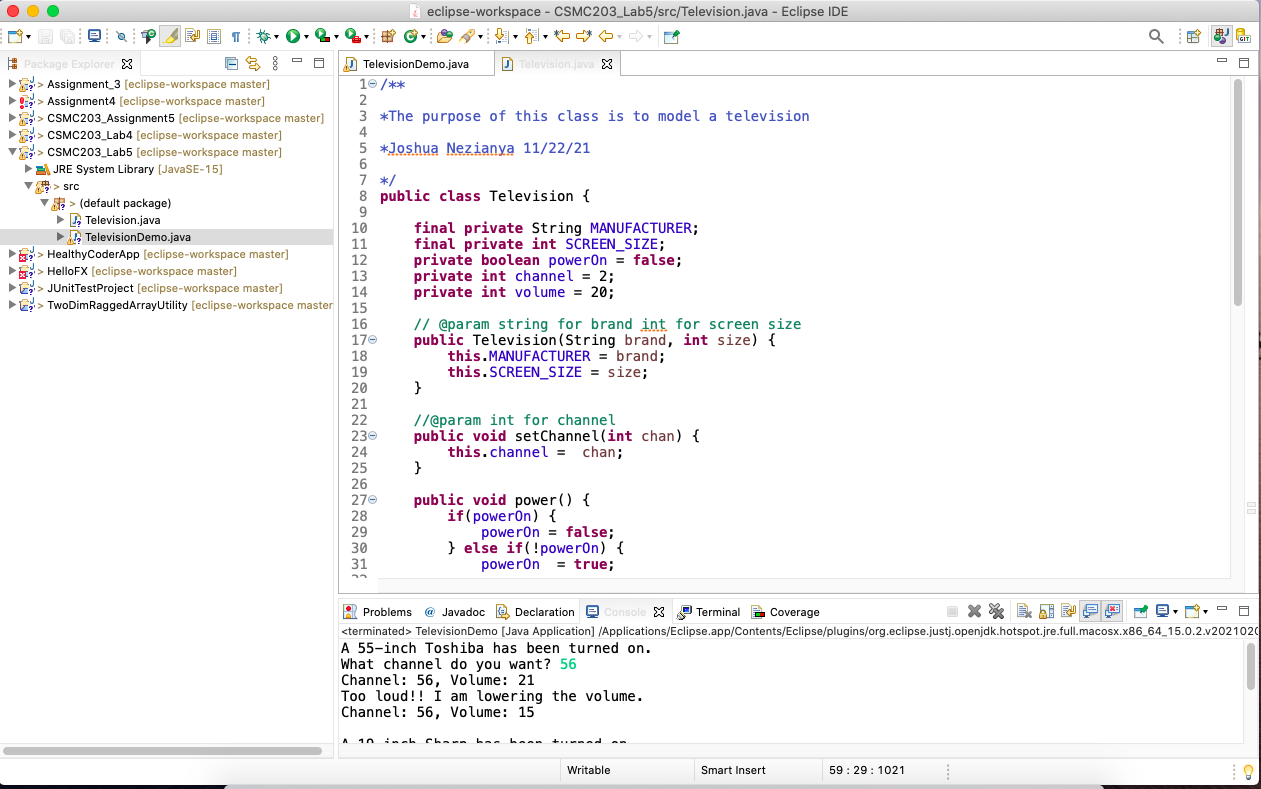 eclipse-workspace - CSMC203_Lab5/src/Television.java - Eclipse IDE
Package Explorer
> Assignment_3 [eclipse-workspace master]
> Assignment4 [eclipse-workspace master]
> CSMC203_Assignment5 [eclipse-workspace master]
> CSMC203_Lab4 [eclipse-workspace master]
> CSMC203_Lab5 [eclipse-workspace master]
JRE System Library [JavaSE-15]
> src
> (default package)
Television.java
TelevisionDemo.java
> HealthyCoderApp [eclipse-workspace master]
> HelloFX [eclipse-workspace master]
> JUnitTestProject [eclipse-workspace master]
> TwoDimRaggedArrayUtility [eclipse-workspace master
TelevisionDemo.java Television.java
1 /**
2
3 *The purpose of this class is to model a television
4
5 *Joshua Nezianya 11/22/21
6
7 */
8 public class Television {
9
10 final private String MANUFACTURER;
11 final private int SCREEN_SIZE;
12 private boolean powerOn = false;
13 private int channel = 2;
14 private int volume = 20;
15
16 // @param string for brand int for screen size
17 public Television(String brand, int size) {
18 this.MANUFACTURER = brand;
19 this.SCREEN_SIZE = size;
20 }
21
22 //@param int for channel
23 public void setChannel(int chan) {
24 this.channel =  chan;
25 }
26
27 public void power() {
28 if(powerOn) {
29 powerOn = false;
30 } else if(!powerOn) {
31 powerOn  = true;
Problems @ Javadoc Declaration Console Terminal Coverage
<terminated> TelevisionDemo [Java Application] /Applications/Eclipse.app/Contents/Eclipse/plugins/org.eclipse.justj.openjdk.hotspot.jre.full.macosx.x86_64_15.0.2.v2021020
A 55-inch Toshiba has been turned on.
What channel do you want? 56
Channel: 56, Volume: 21
Too loud!! I am lowering the volume.
Channel: 56, Volume: 15
A 19-inch Sharp has been turned on
Writable Smart Insert 59 : 29 : 1021